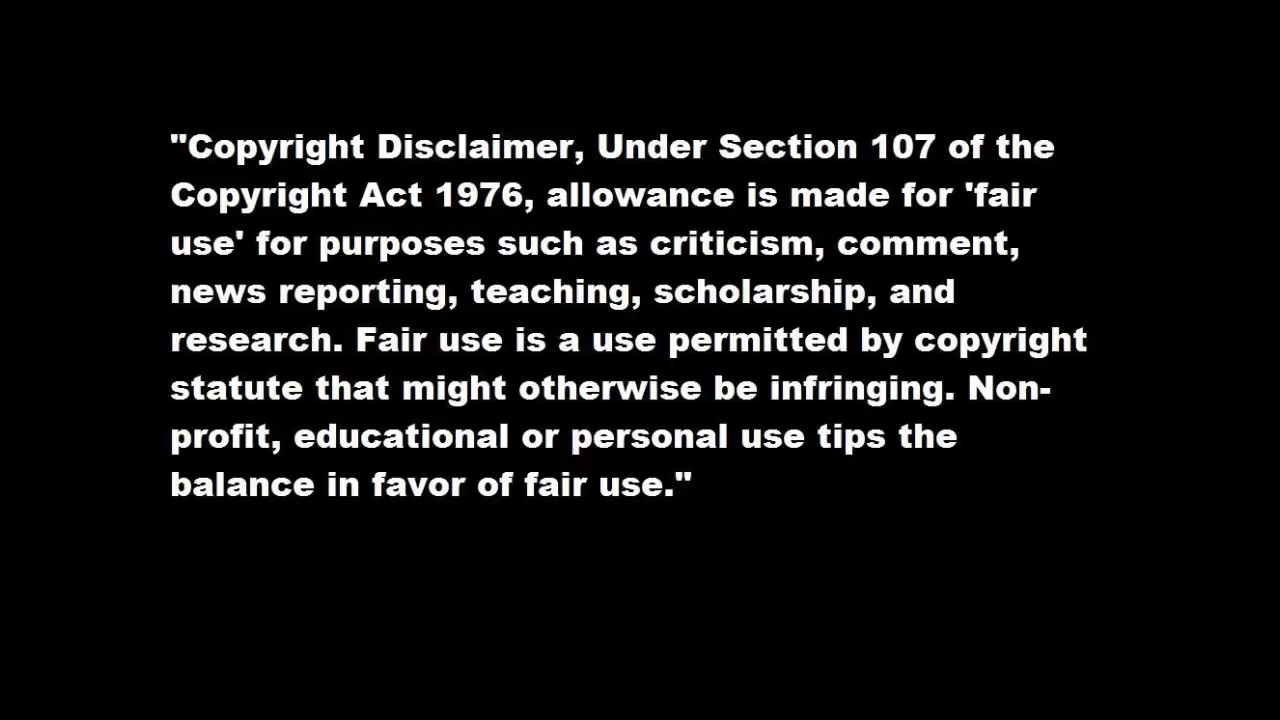 "Copyright Disclaimer, Under Section 107 of the
Copyright Act 1976, allowance is made for 'fair
use' for purposes such as criticism, comment,
news reporting, teaching, scholarship, and
research. Fair use is a use permitted by copyright
statute that might otherwise be infringing. Non-
profit, educational or personal use tips the
balance in favor of fair use."